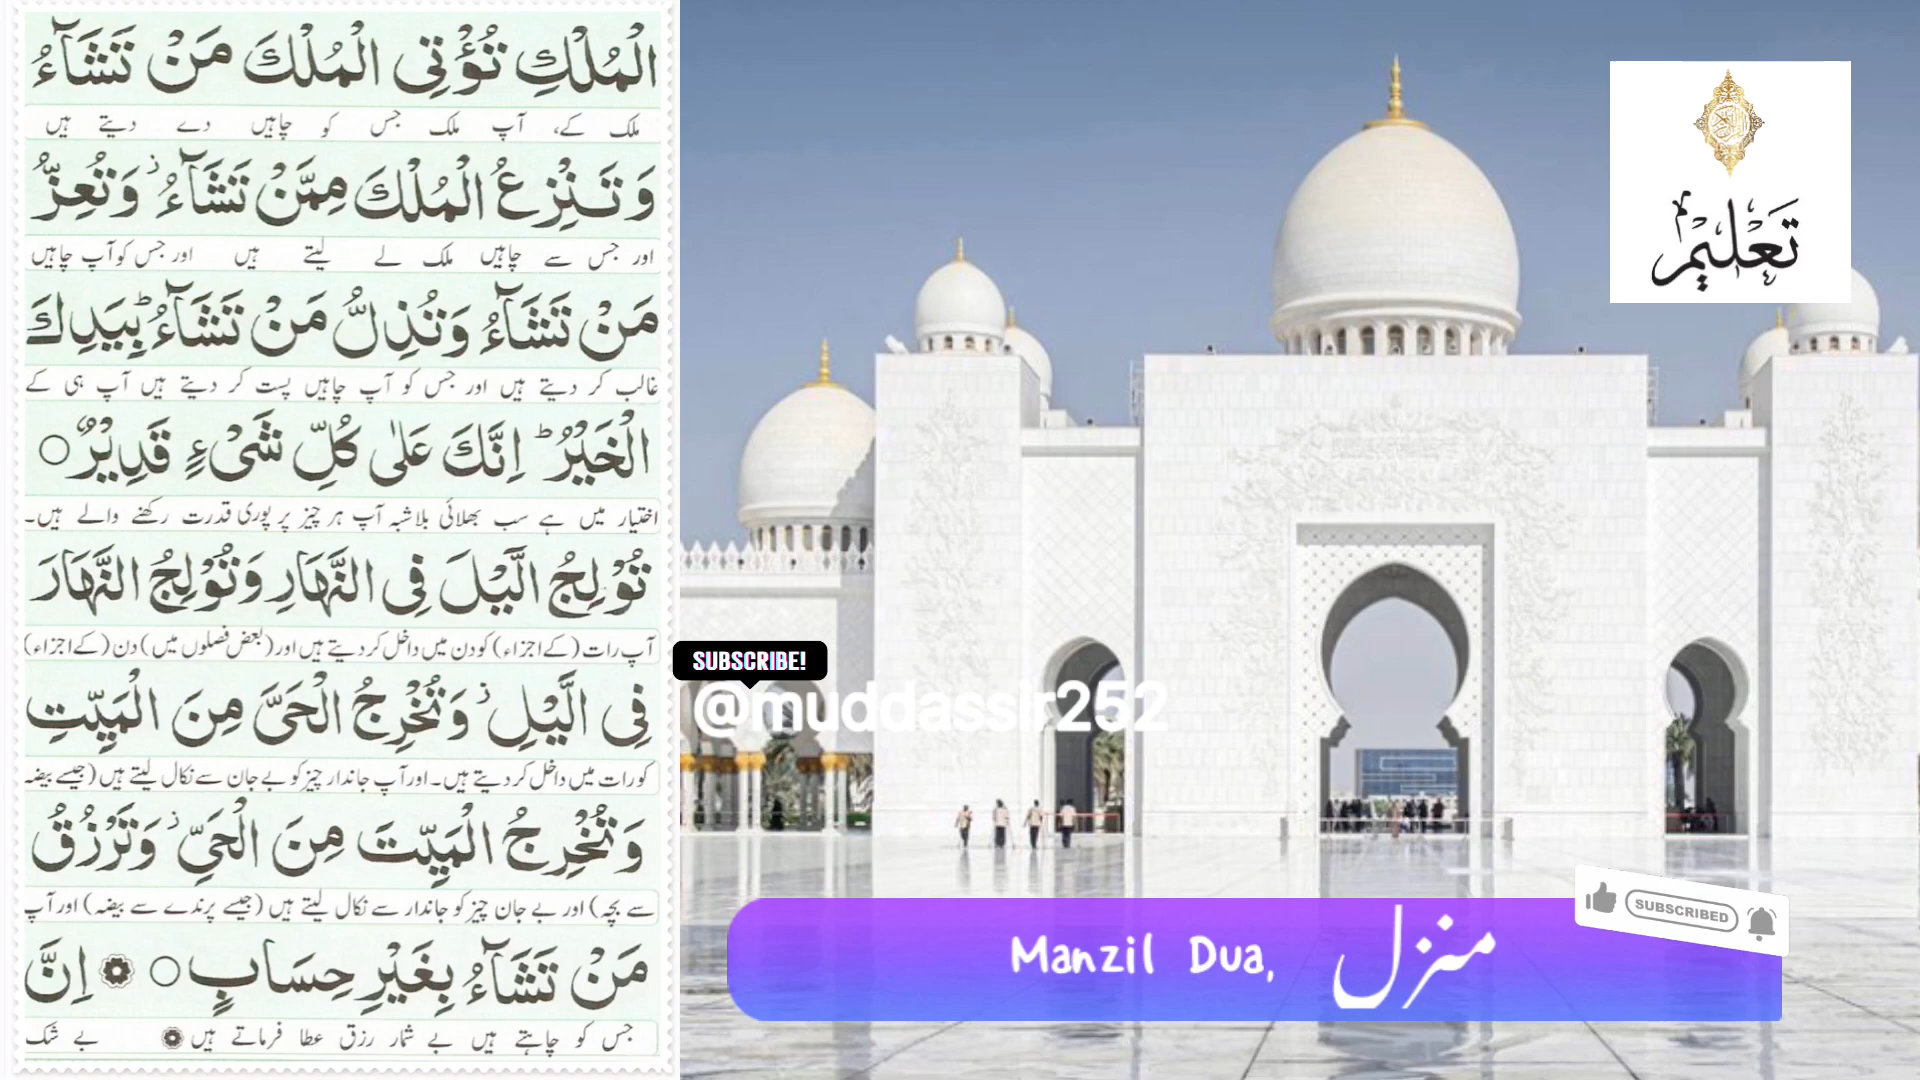 الْمُلْكِ تُؤْتِی الْمُلْكَ مَنْ تَشَآءُ
ملک کے، آپ ملک جس کو چاہیں دے دیتے ہیں
وَ تَنْزِعُ الْمُلْكَ مِمَّنْ تَشَآءُ ز وَ تُعِزُّ
اور جس سے چاہیں ملک لے لیتے ہیں اور جس کو آپ چاہیں
مَنْ تَشَآءُ وَ تُذِلُّ مَنْ تَشَآءُ ط بِیَدِكَ
غالب کر دیتے ہیں اور جس کو آپ چاہیں پست کر دیتے ہیں آپ ہی کے
الْخَیْرُ ط اِنَّكَ عَلٰی كُلِّ شَیْءٍ قَدِیْرٌ ○
اختیار میں ہے سب بھلائی بلاشبہ آپ ہر چیز پر پوری قدرت رکھنے والے ہیں۔
تُوْلِجُ الَّیْلَ فِی النَّهَارِ وَ تُوْلِجُ النَّهَارَ
آپ رات (کے اجزاء) کو دن میں داخل کر دیتے ہیں اور (بعض فصلوں میں) دن (کے اجزاء)
فِی الَّیْلِ ز وَ تُخْرِجُ الْحَیَّ مِنَ الْمَیِّتِ
کو رات میں داخل کر دیتے ہیں۔ اور آپ جاندار چیز کو بے جان سے نکال لیتے ہیں (جیسے بیضہ
وَ تُخْرِجُ الْمَیِّتَ مِنَ الْحَیِّ ز وَ تَرْزُقُ
سے بچہ) اور بے جان چیز کو جاندار سے نکال لیتے ہیں (جیسے پرندے سے بیضہ) اور آپ
مَنْ تَشَآءُ بِغَیْرِ حِسَابٍ ○ اِنَّ
جس کو چاہتے ہیں بے شمار رزق عطا فرماتے ہیں بے شک
تَعْلِيم
SUBSCRIBE!
@muddassir252
Manzil Dua, منزل
SUBSCRIBED